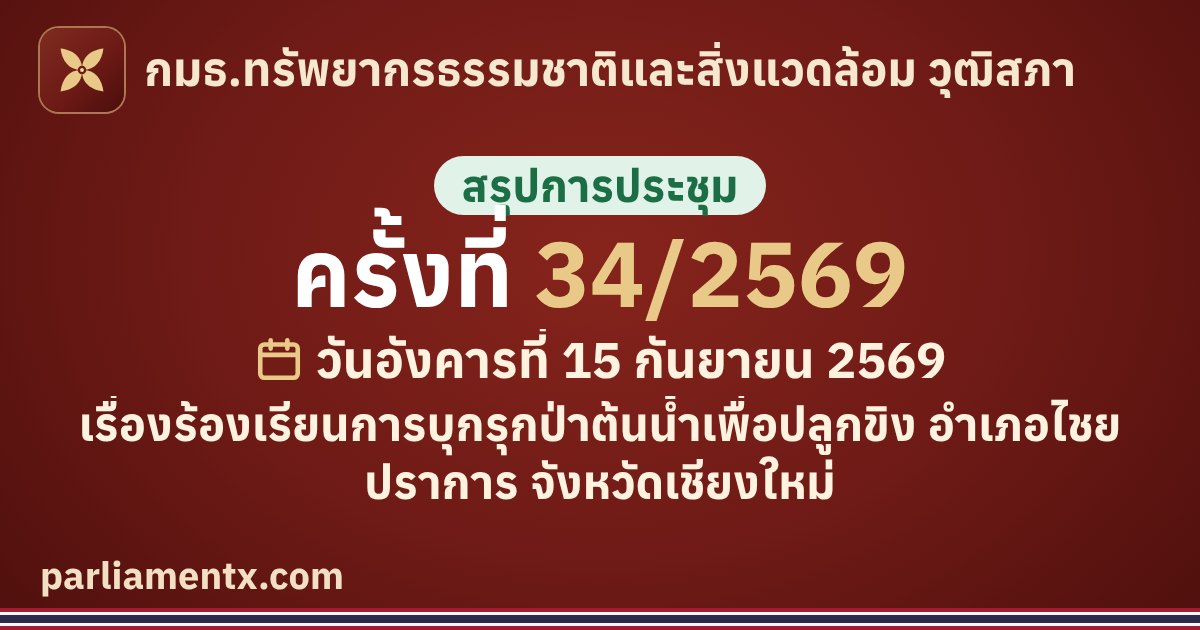 กมธ.ทรัพยากรธรรมชาติและสิ่งแวดล้อม วุฒิสภา
สรุปการประชุม
ครั้งที่ 34/2569
วันอังคารที่ 15 กันยายน 2569
เรื่องร้องเรียนการบุกรุกป่าต้นน้ำเพื่อปลูกขิง อำเภอไชย
ปราการ จังหวัดเชียงใหม่
parliamentx.com